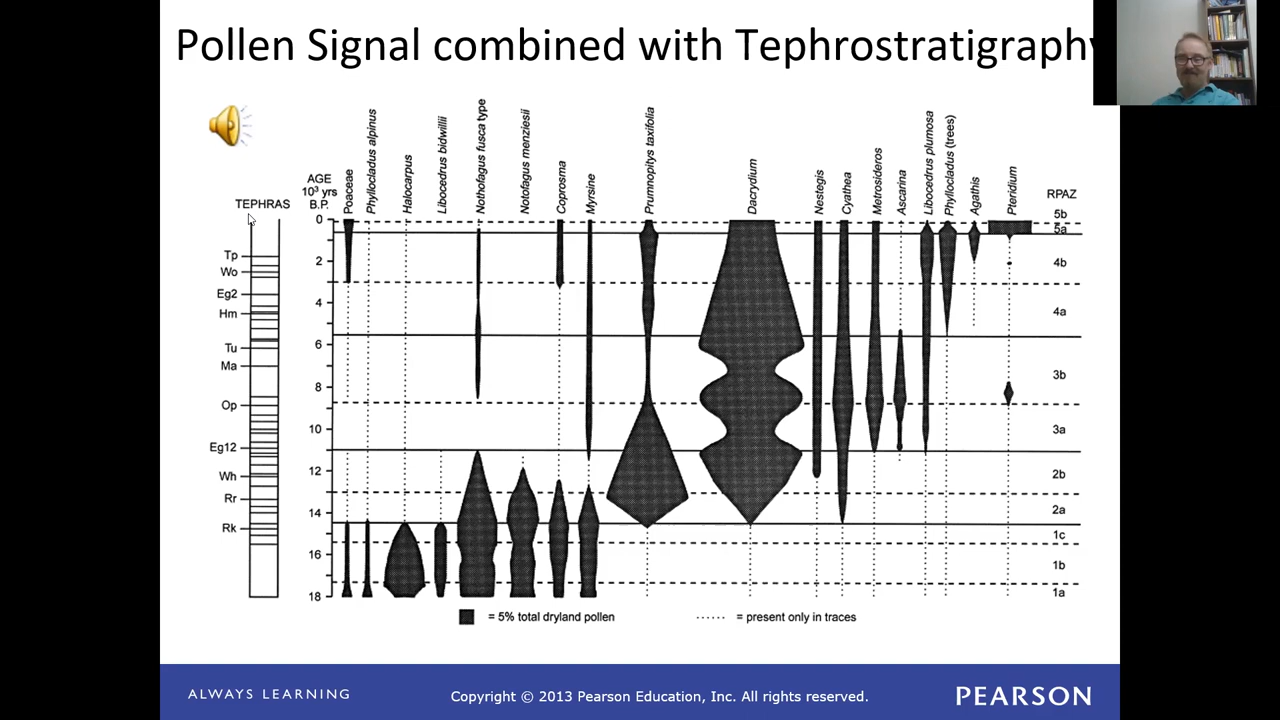 Pollen Signal combined with Tephrostratigraphy
TEPHRAS
AGE
10³ yrs
B.P.
Poaceae
Phyllocladus alpinus
Halocarpus
Libocedrus bidwillii
Nothofagus fusca type
Notofagus menziesii
Coprosma
Myrsine
Prumnopitys taxifolia
Dacrydium
Nestegis
Cyathea
Metrosideros
Ascarina
Libocedrus plumosa
Phyllocladus (trees)
Agathis
Pteridium
RPAZ
Tp
Wo
Eg2
Hm
Tu
Ma
Op
Eg12
Wh
Rr
Rk
0
2
4
6
8
10
12
14
16
18
5b
5a
4b
4a
3b
3a
2b
2a
1c
1b
1a
= 5% total dryland pollen
= present only in traces
ALWAYS LEARNING
Copyright © 2013 Pearson Education, Inc. All rights reserved.
PEARSON